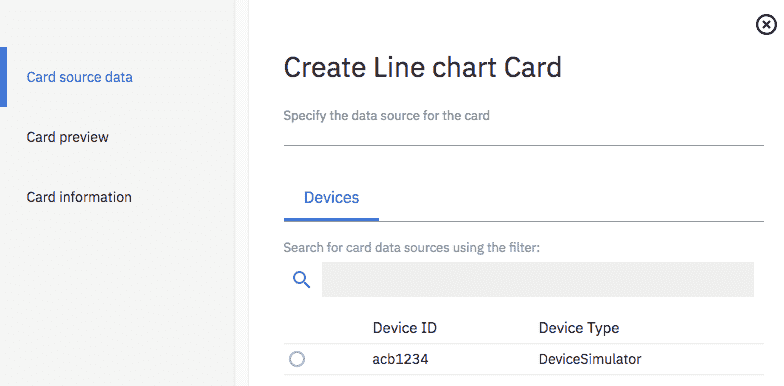 Card source data
Card preview
Card information
Create Line chart Card
Specify the data source for the card
Devices
Search for card data sources using the filter:
Device ID Device Type
acb1234 DeviceSimulator